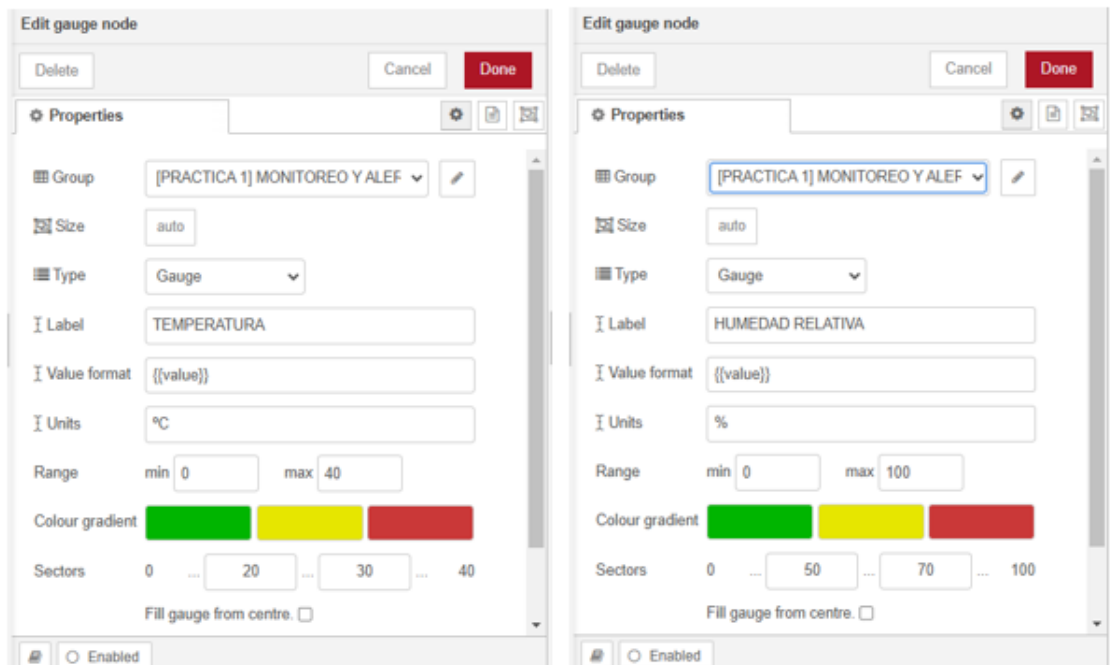 Edit gauge node
Delete
Cancel
Done
Properties
Group
[PRACTICA 1] MONITOREO Y ALER
Size
auto
Type
Gauge
Label
TEMPERATURA
Value format
{{value}}
Units
ºC
Range
min 0
max 40
Colour gradient
Sectors
0 ... 20 ... 30 ... 40
Fill gauge from centre.
Enabled
Edit gauge node
Delete
Cancel
Done
Properties
Group
[PRACTICA 1] MONITOREO Y ALER
Size
auto
Type
Gauge
Label
HUMEDAD RELATIVA
Value format
{{value}}
Units
%
Range
min 0
max 100
Colour gradient
Sectors
0 ... 50 ... 70 ... 100
Fill gauge from centre.
Enabled